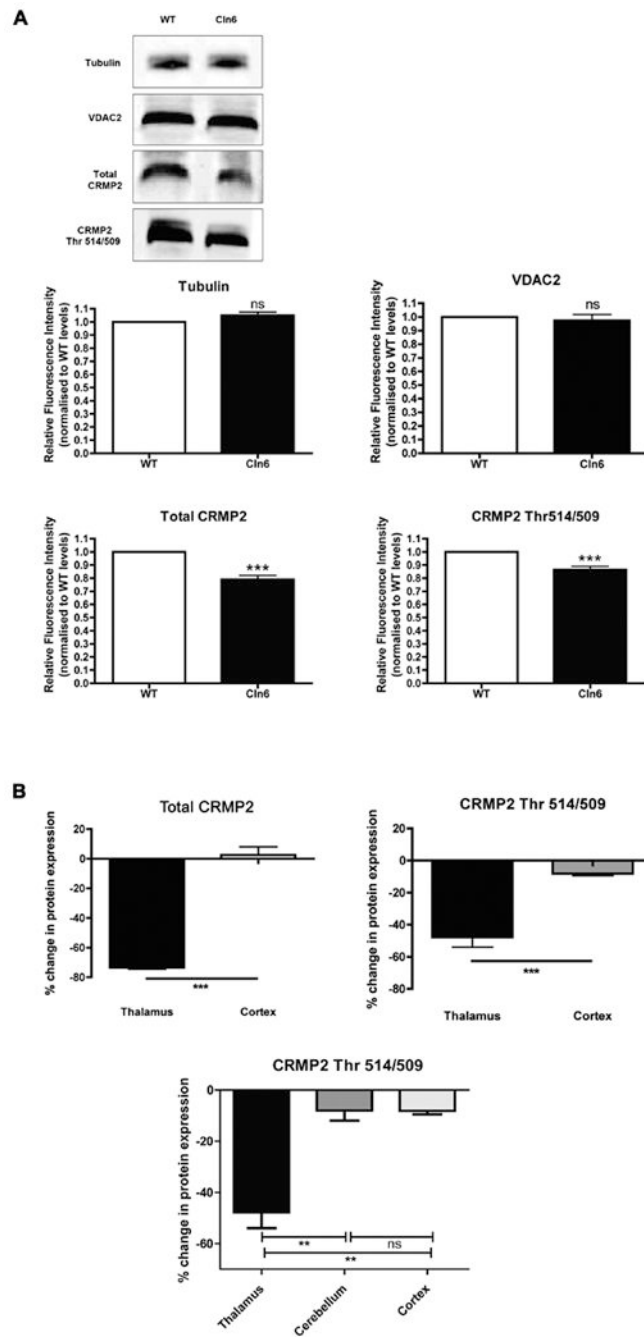 A
WT Cln6
Tubulin
VDAC2
Total
CRMP2
CRMP2
Thr 514/509
Tubulin
Relative Fluorescence Intensity
(normalised to WT levels)
1.1
1.0
0.9
0.8
0.7
0.6
0.5
0.4
0.3
0.2
0.1
0.0
ns
WT Cln6
VDAC2
Relative Fluorescence Intensity
(normalised to WT levels)
1.1
1.0
0.9
0.8
0.7
0.6
0.5
0.4
0.3
0.2
0.1
0.0
ns
WT Cln6
Total CRMP2
Relative Fluorescence Intensity
(normalised to WT levels)
1.1
1.0
0.9
0.8
0.7
0.6
0.5
0.4
0.3
0.2
0.1
0.0
***
WT Cln6
CRMP2 Thr514/509
Relative Fluorescence Intensity
(normalised to WT levels)
1.1
1.0
0.9
0.8
0.7
0.6
0.5
0.4
0.3
0.2
0.1
0.0
***
WT Cln6
B
Total CRMP2
% change in protein expression
20
0
-20
-40
-60
-80
***
Thalamus Cortex
CRMP2 Thr 514/509
% change in protein expression
20
0
-20
-40
-60
-80
***
Thalamus Cortex
CRMP2 Thr 514/509
% change in protein expression
0
-20
-40
-60
** ns
**
Thalamus
Cerebellum
Cortex